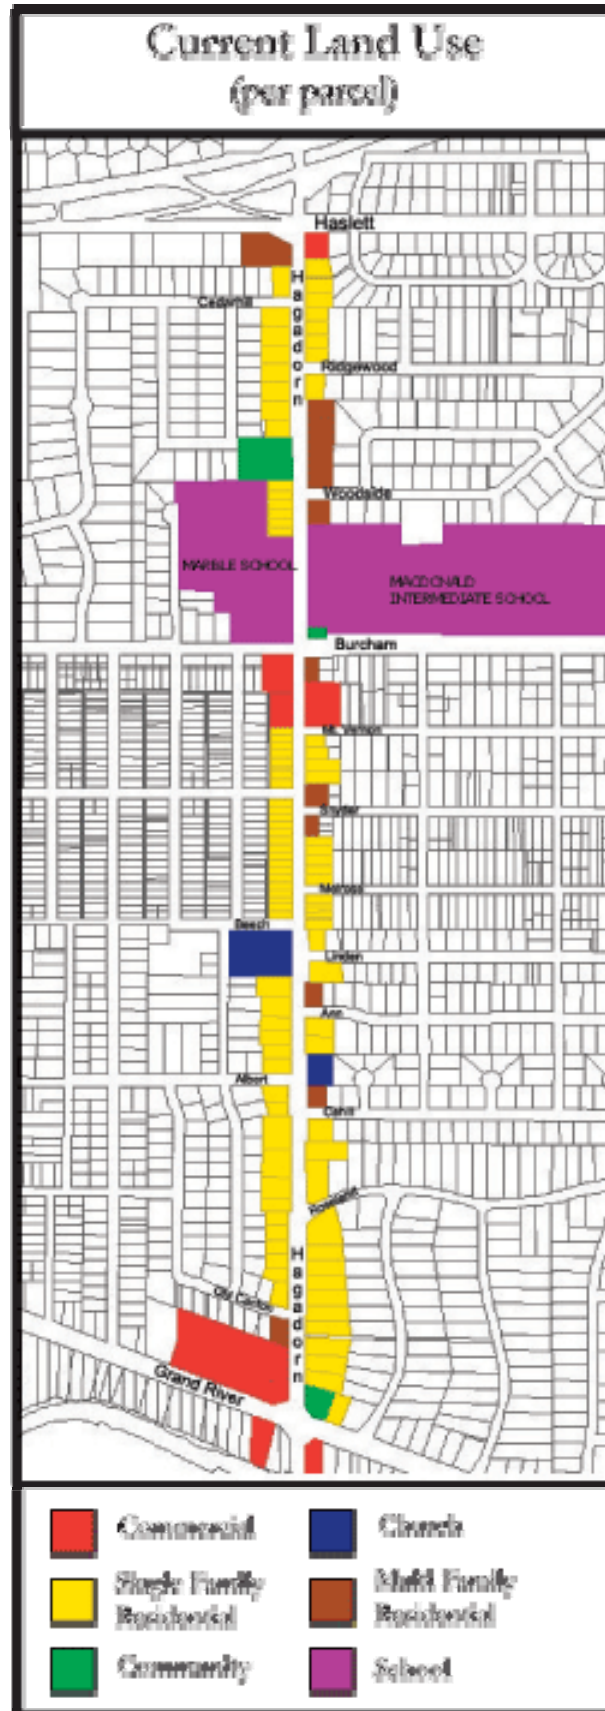 Current Land Use
(per parcel)
Haslett
Hagadorn
Cedarhill
Ridgewood
Woodside
MARBLE SCHOOL
MACDONALD
INTERMEDIATE SCHOOL
Burcham
Mt. Vernon
Snyder
Melrose
Beech
Linden
Ann
Albert
Cahill
Hagadorn
Grand River
Commercial
Church
Single Family
Residential
Multi Family
Residential
Community
School